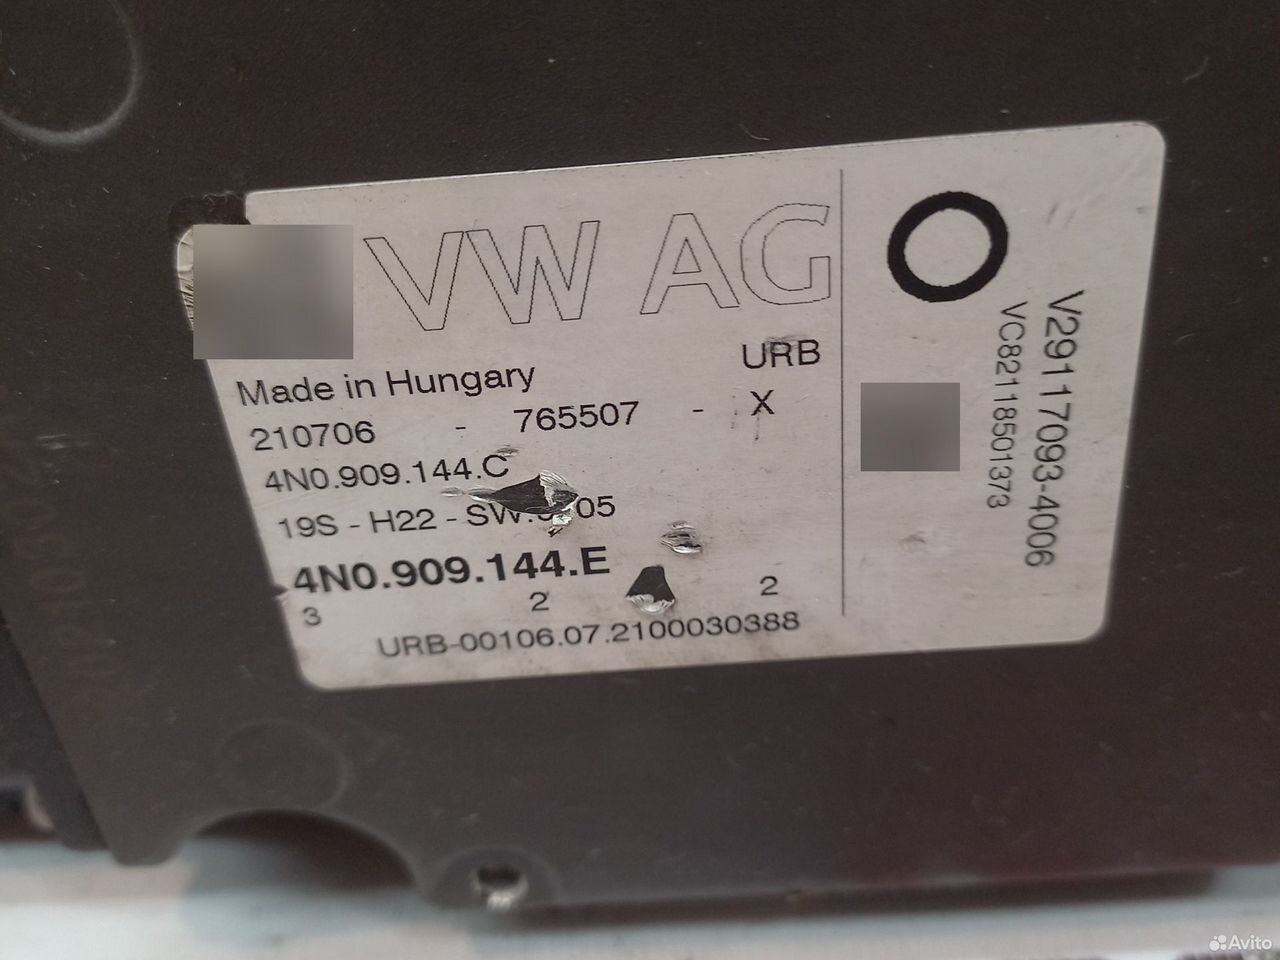 VW AG
Made in Hungary URB
210706 - 765507 - X
4N0.909.144.C
19S - H22 -
4N0.909.144.E
3 2 2
URB-00106.07.2100030388
V29117093-4006
VC82118501373
Avito